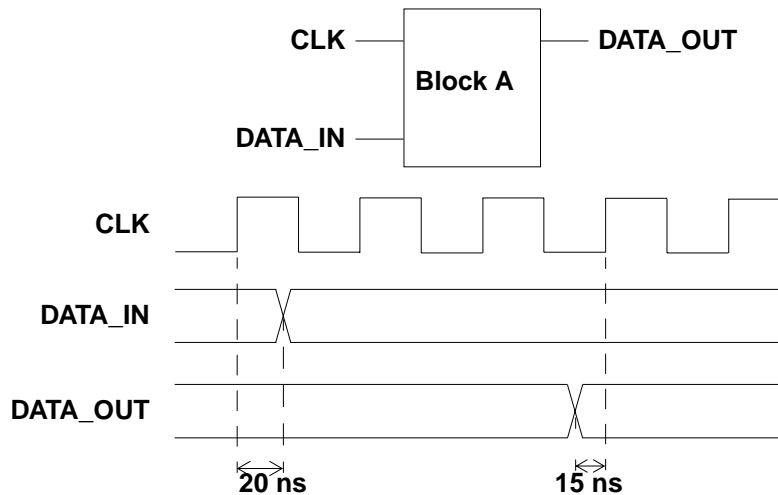 CLK
DATA_OUT
Block A
DATA_IN
CLK
DATA_IN
DATA_OUT
20 ns
15 ns